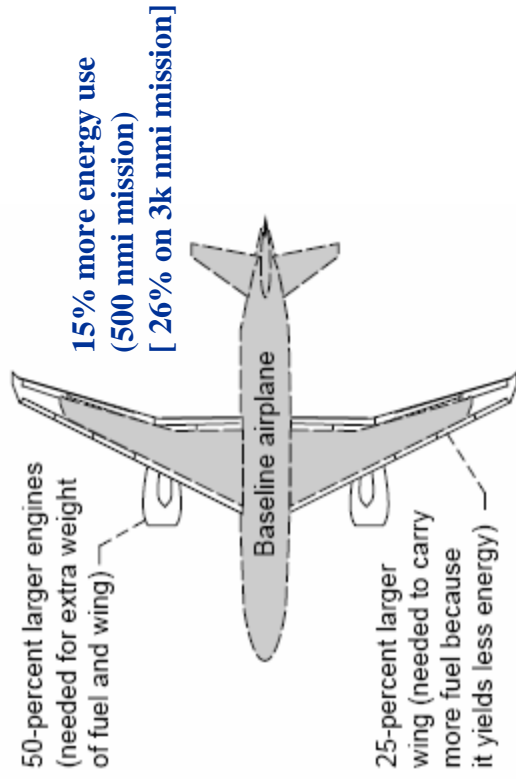 15% more energy use
(500 nmi mission)
[ 26% on 3k nmi mission]
50-percent larger engines
(needed for extra weight
of fuel and wing)
Baseline airplane
25-percent larger
wing (needed to carry
more fuel because
it yields less energy)